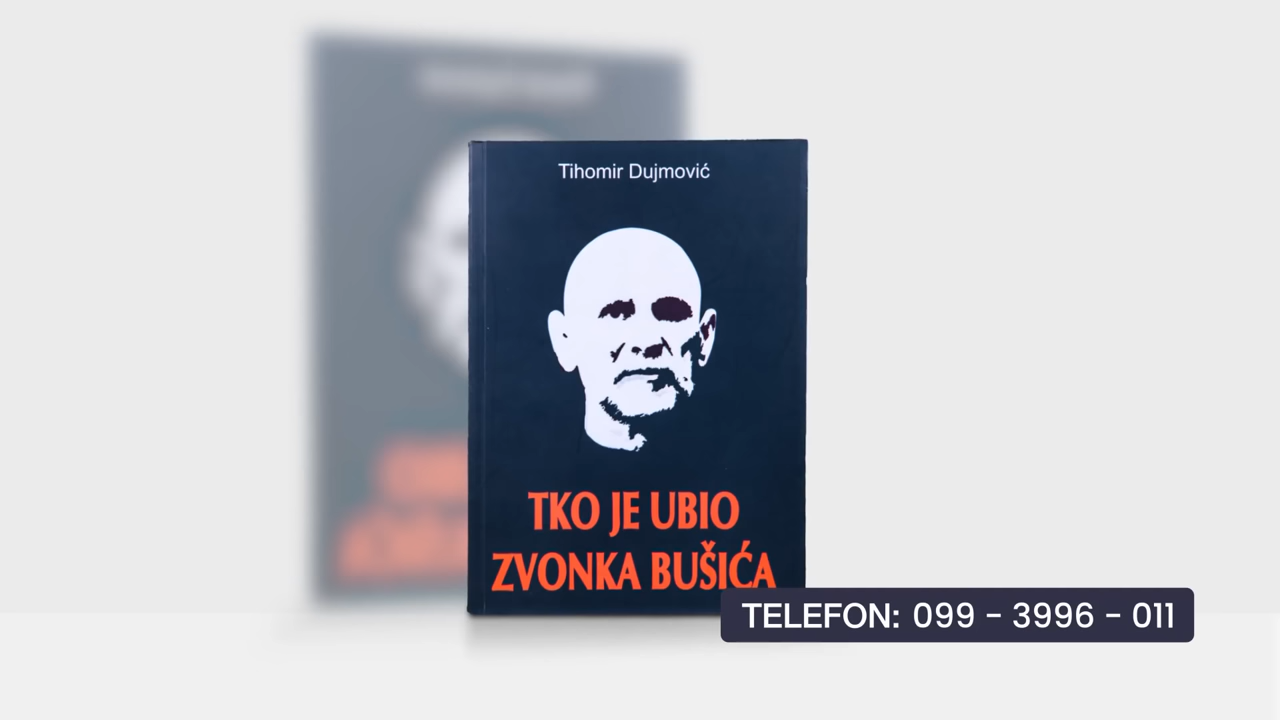 Tihomir Dujmović
TKO JE UBIO
ZVONKA BUŠIĆA
TELEFON: 099 - 3996 - 011